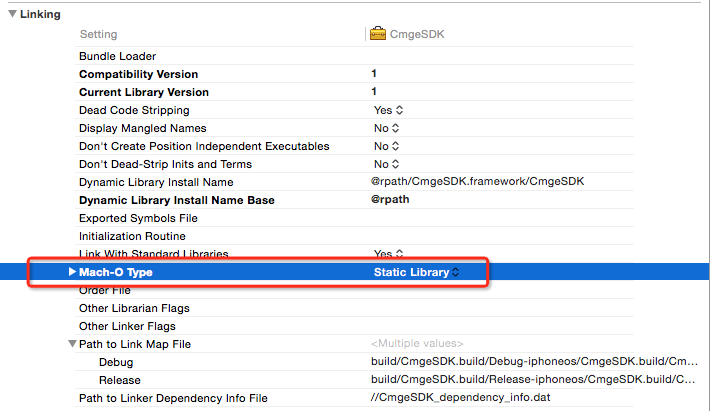 Linking
Setting CmgeSDK
Bundle Loader
Compatibility Version 1
Current Library Version 1
Dead Code Stripping Yes
Display Mangled Names No
Don't Create Position Independent Executables No
Don't Dead-Strip Inits and Terms No
Dynamic Library Install Name @rpath/CmgeSDK.framework/CmgeSDK
Dynamic Library Install Name Base @rpath
Exported Symbols File
Initialization Routine
Link With Standard Libraries Yes
Mach-O Type Static Library
Order File
Other Librarian Flags
Other Linker Flags
Path to Link Map File <Multiple values>
Debug build/CmgeSDK.build/Debug-iphoneos/CmgeSDK.build/Cm...
Release build/CmgeSDK.build/Release-iphoneos/CmgeSDK.build/C...
Path to Linker Dependency Info File //CmgeSDK_dependency_info.dat